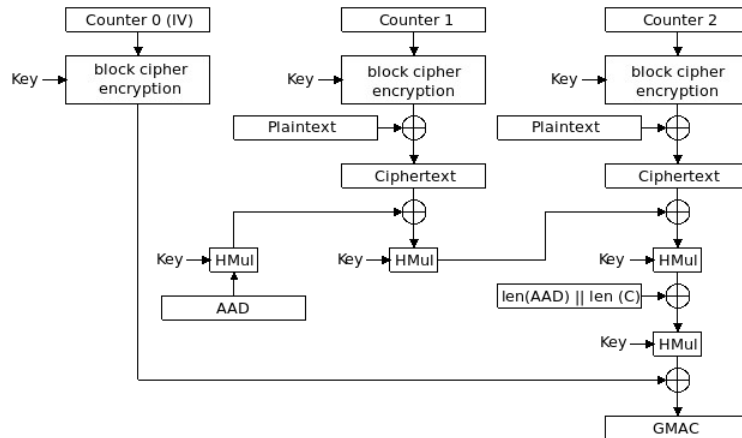 Counter 0 (IV)
Counter 1
Counter 2
Key
block cipher
encryption
Key
block cipher
encryption
Key
block cipher
encryption
Plaintext
Plaintext
Ciphertext
Ciphertext
Key
HMul
Key
HMul
Key
HMul
AAD
len(AAD) || len (C)
Key
HMul
GMAC